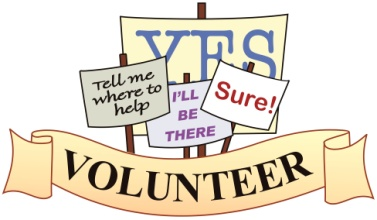 YES
Tell me
where to
help
I'LL
BE
THERE
Sure!
VOLUNTEER